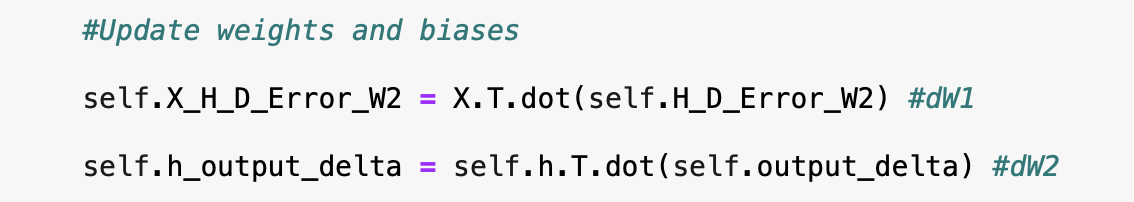 #Update weights and biases
self.X_H_D_Error_W2 = X.T.dot(self.H_D_Error_W2) #dW1
self.h_output_delta = self.h.T.dot(self.output_delta) #dW2